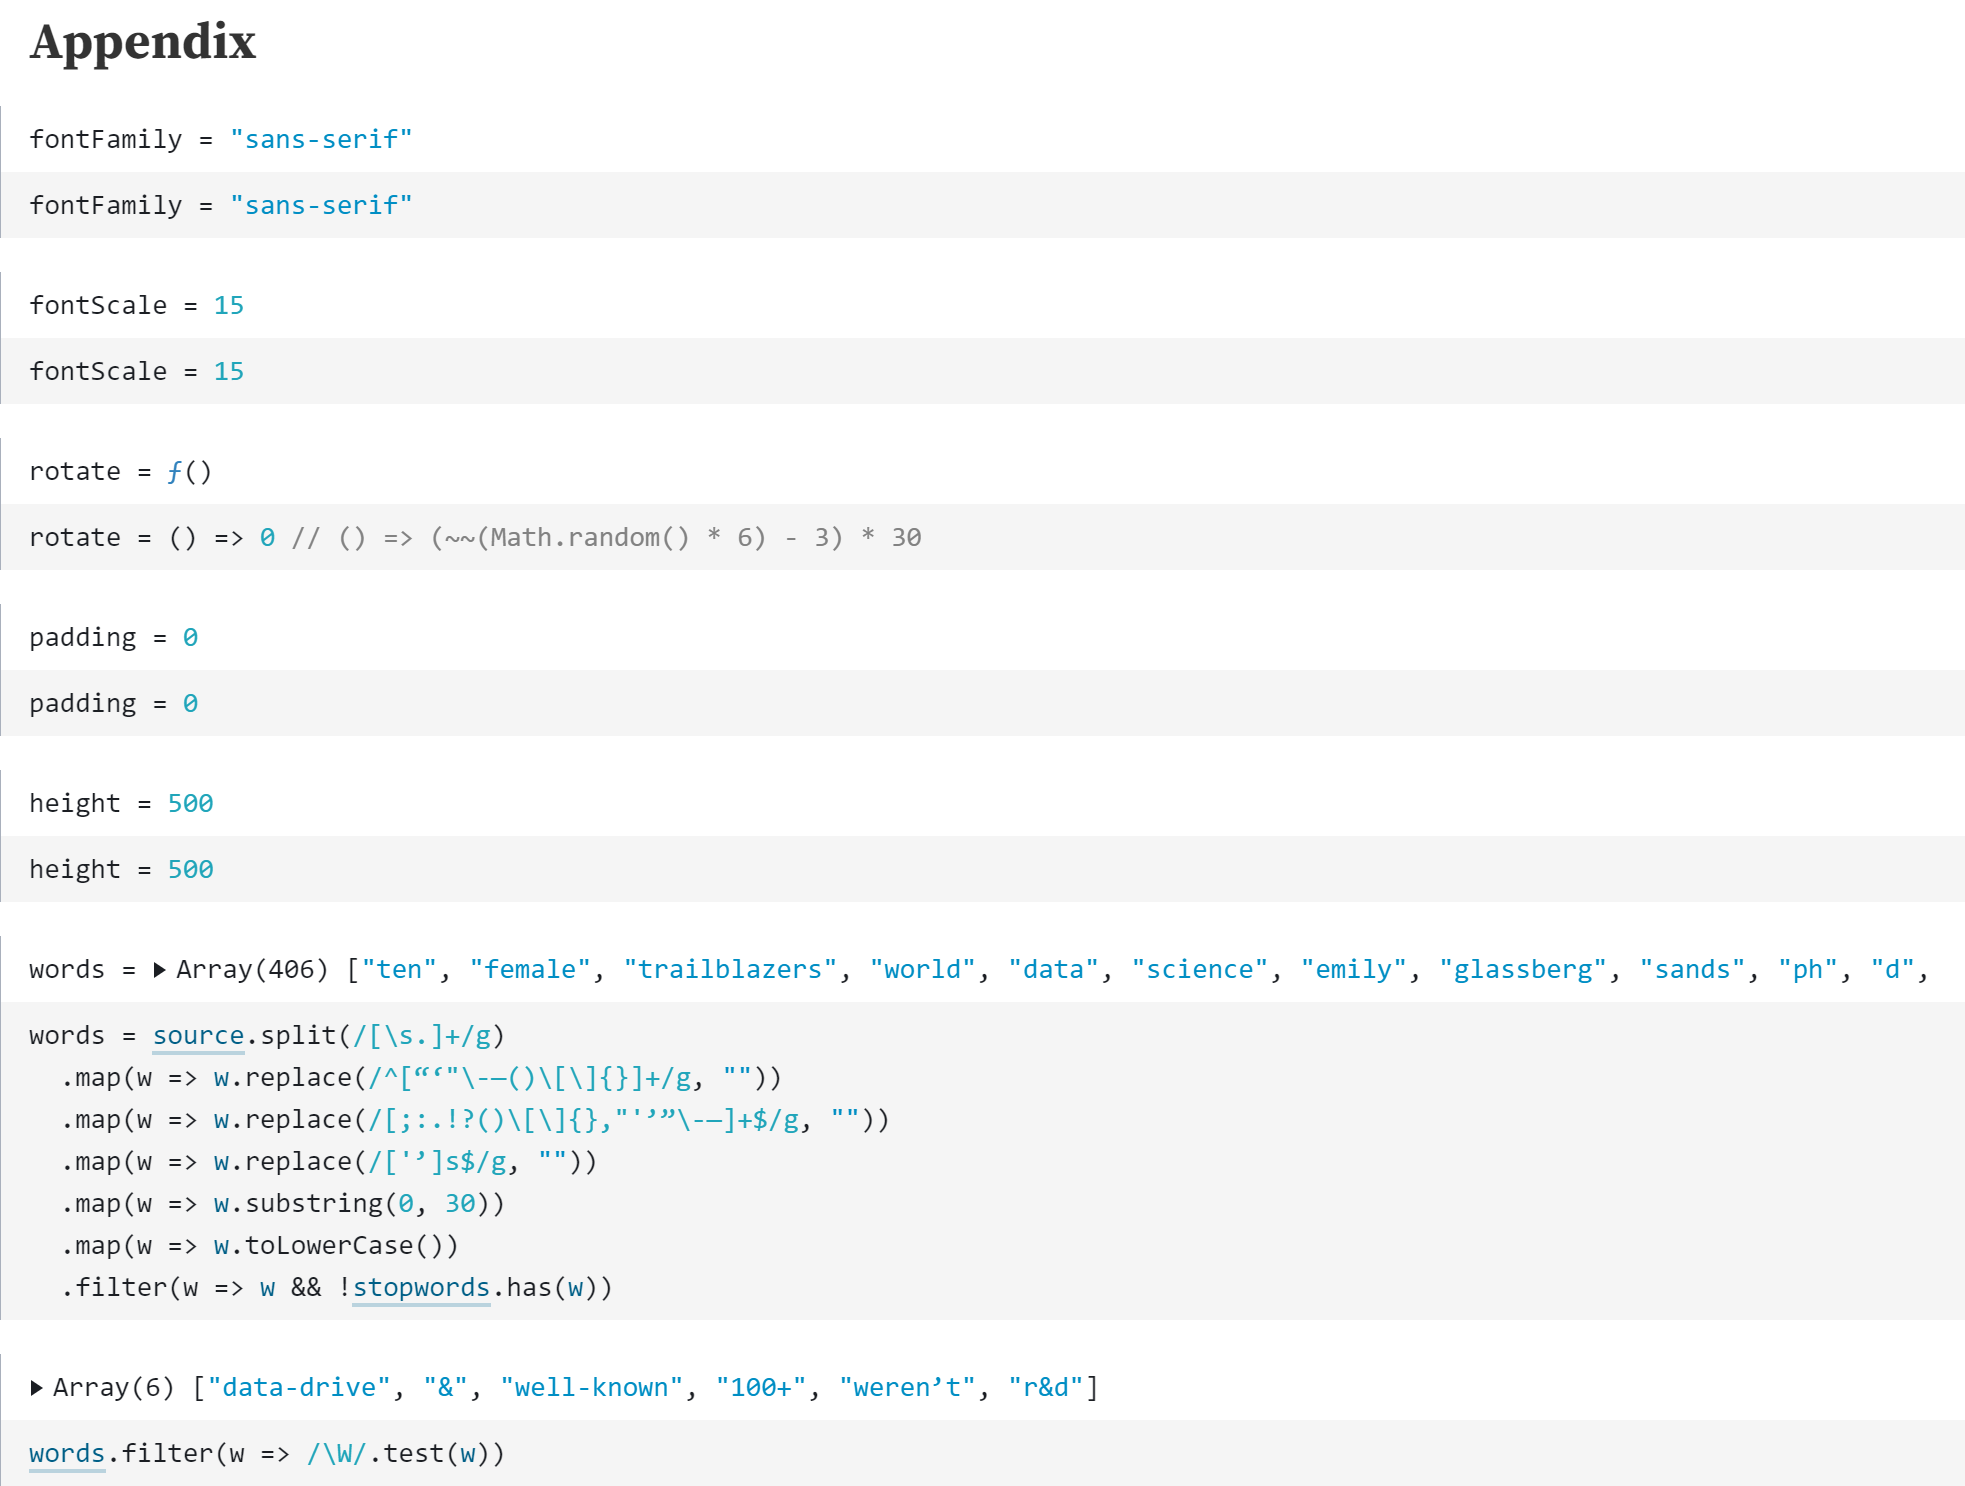 Appendix
fontFamily = "sans-serif"
fontFamily = "sans-serif"
fontScale = 15
fontScale = 15
rotate = ƒ()
rotate = () => 0 // () => (~~(Math.random() * 6) - 3) * 30
padding = 0
padding = 0
height = 500
height = 500
words = ▶Array(406) ["ten", "female", "trailblazers", "world", "data", "science", "emily", "glassberg", "sands", "ph", "d",
words = source.split(/[\s.]+/g)
  .map(w => w.replace(/^[“‘"\-—()\[\]{}]+/g, ""))
  .map(w => w.replace(/[;:.!?()\[\]{},"'’”\-—]+$/g, ""))
  .map(w => w.replace(/['’]s$/g, ""))
  .map(w => w.substring(0, 30))
  .map(w => w.toLowerCase())
  .filter(w => w && !stopwords.has(w))
▶Array(6) ["data-drive", "&", "well-known", "100+", "weren’t", "r&d"]
words.filter(w => /\W/.test(w))